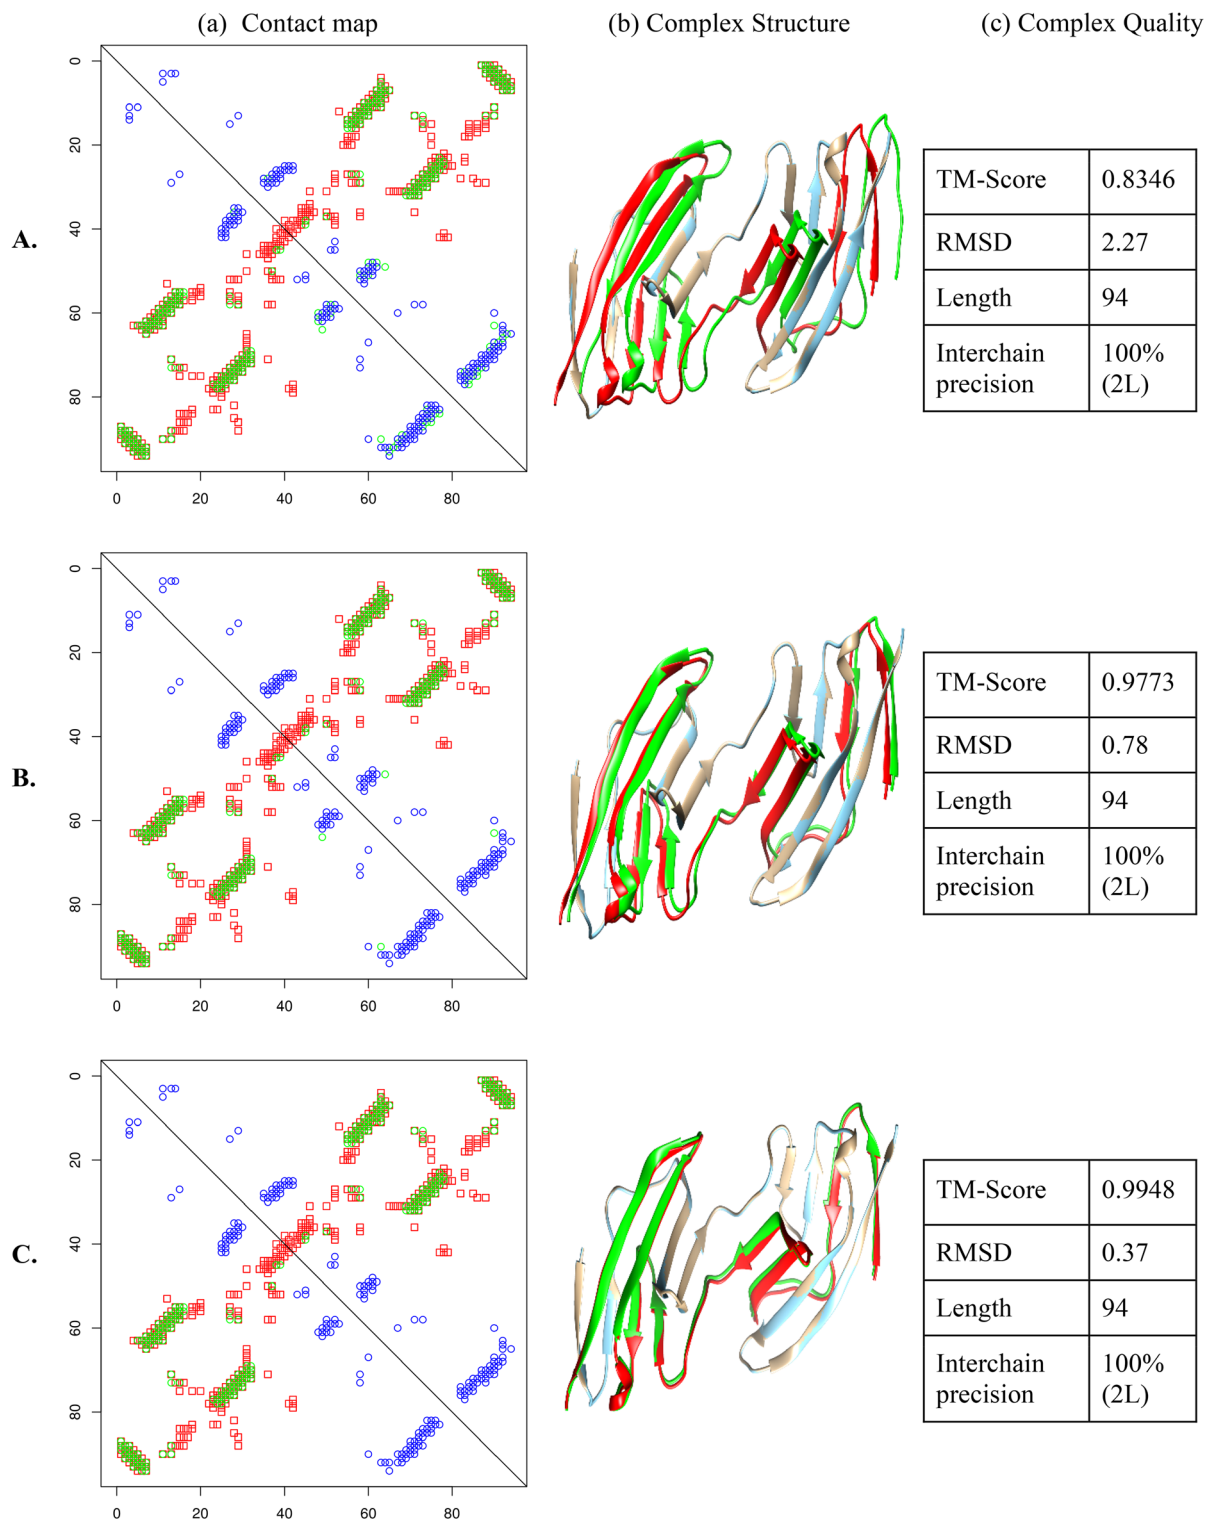 (a) Contact map
(b) Complex Structure
(c) Complex Quality
A.
0
20
40
60
80
0
20
40
60
80
TM-Score
0.8346
RMSD
2.27
Length
94
Interchain
precision
100%
(2L)
B.
0
20
40
60
80
0
20
40
60
80
TM-Score
0.9773
RMSD
0.78
Length
94
Interchain
precision
100%
(2L)
C.
0
20
40
60
80
0
20
40
60
80
TM-Score
0.9948
RMSD
0.37
Length
94
Interchain
precision
100%
(2L)